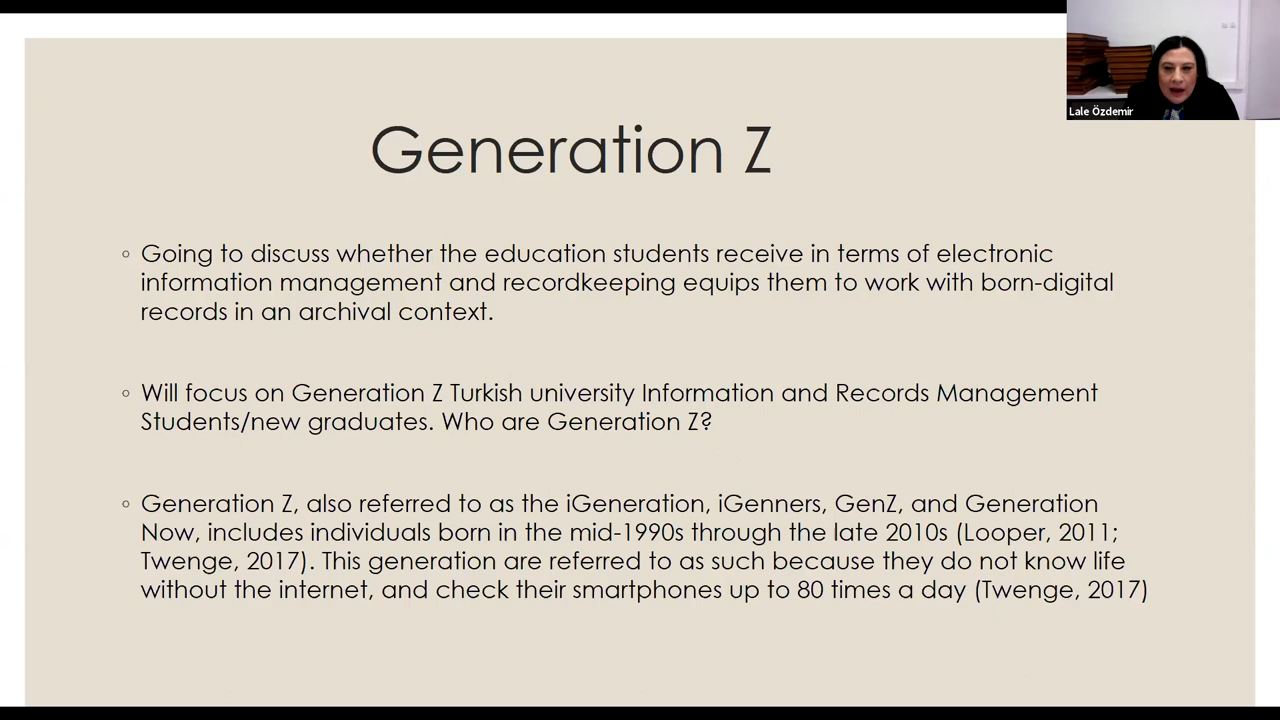 Lale Özdemir
Generation Z
◦ Going to discuss whether the education students receive in terms of electronic
information management and recordkeeping equips them to work with born-digital
records in an archival context.
◦ Will focus on Generation Z Turkish university Information and Records Management
Students/new graduates. Who are Generation Z?
◦ Generation Z, also referred to as the iGeneration, iGenners, GenZ, and Generation
Now, includes individuals born in the mid-1990s through the late 2010s (Looper, 2011;
Twenge, 2017). This generation are referred to as such because they do not know life
without the internet, and check their smartphones up to 80 times a day (Twenge, 2017)